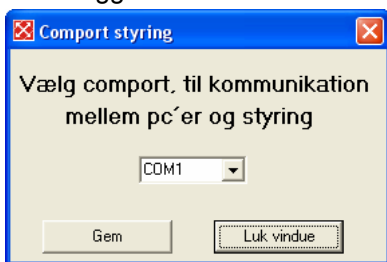 Comport styring
Vælg comport, til kommunikation
mellem pc´er og styring
COM1
Gem
Luk vindue